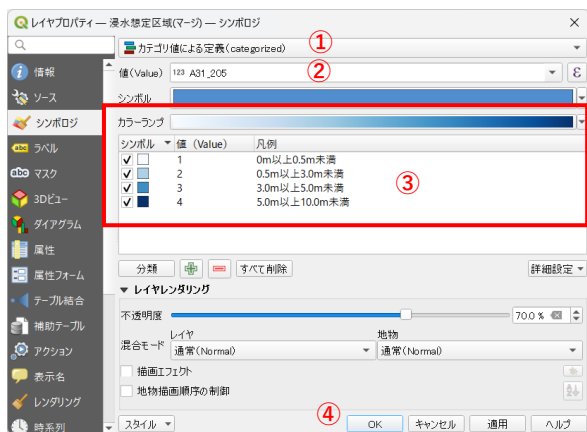 レイヤプロパティ — 浸水想定区域(マージ) — シンボロジ
カテゴリ値による定義(categorized) ①
情報
ソース
シンボロジ
ラベル
マスク
3Dビュー
ダイアグラム
属性
属性フォーム
テーブル結合
補助テーブル
アクション
表示名
レンダリング
時系列
値(Value) 123 A31_205 ② ε
シンボル
カラーランプ
シンボル 値 (Value) 凡例
1 0m以上0.5m未満
2 0.5m以上3.0m未満
3 3.0m以上5.0m未満
4 5.0m以上10.0m未満
③
分類 すべて削除 詳細設定
レイヤレンダリング
不透明度 70.0 %
レイヤ 地物
混合モード 通常(Normal) 通常(Normal)
描画エフェクト
地物描画順序の制御
④
スタイル OK キャンセル 適用 ヘルプ